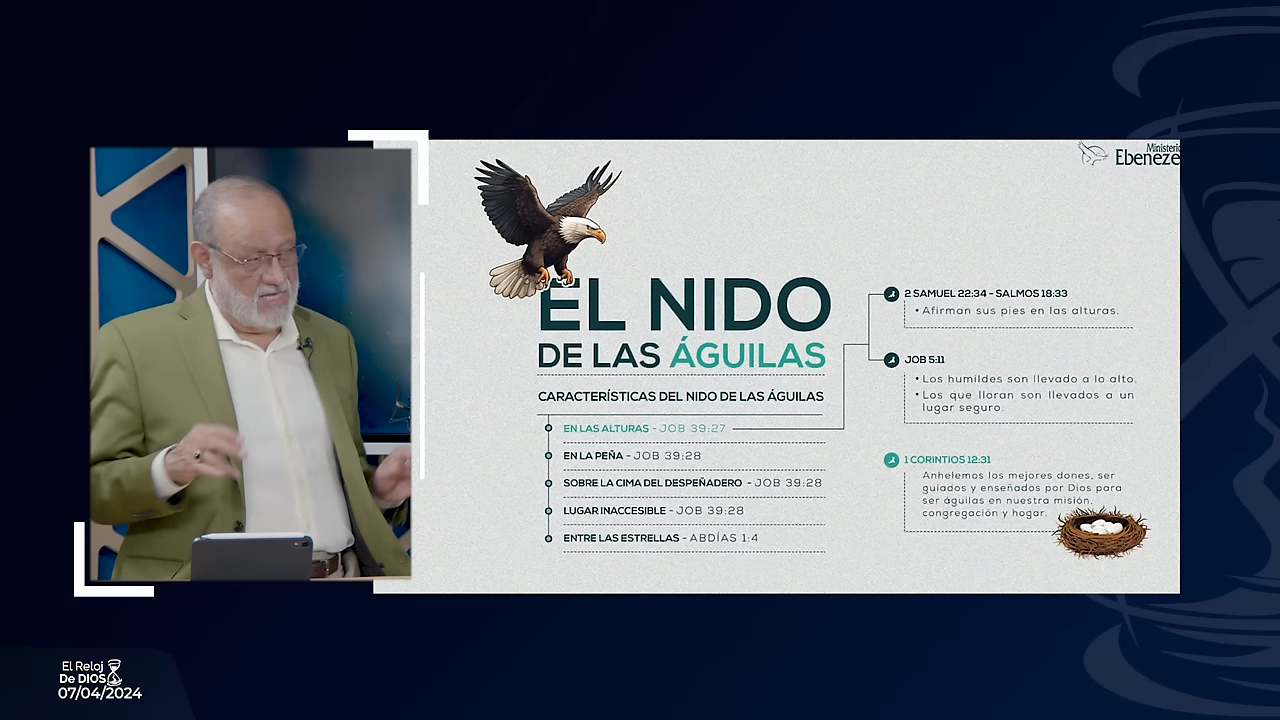 Ministerio
Ebeneze
EL NIDO
DE LAS ÁGUILAS
CARACTERÍSTICAS DEL NIDO DE LAS ÁGUILAS
EN LAS ALTURAS - JOB 39:27
EN LA PEÑA - JOB 39:28
SOBRE LA CIMA DEL DESPEÑADERO - JOB 39:28
LUGAR INACCESIBLE - JOB 39:28
ENTRE LAS ESTRELLAS - ABDÍAS 1:4
2 SAMUEL 22:34 - SALMOS 18:33
• Afirman sus pies en las alturas.
JOB 5:11
• Los humildes son llevado a lo alto.
• Los que lloran son llevados a un
lugar seguro.
1 CORINTIOS 12:31
Anhelemos los mejores dones, ser
guiados y enseñados por Dios para
ser águilas en nuestra misión,
congregación y hogar.
El Reloj
De DIOS
07/04/2024